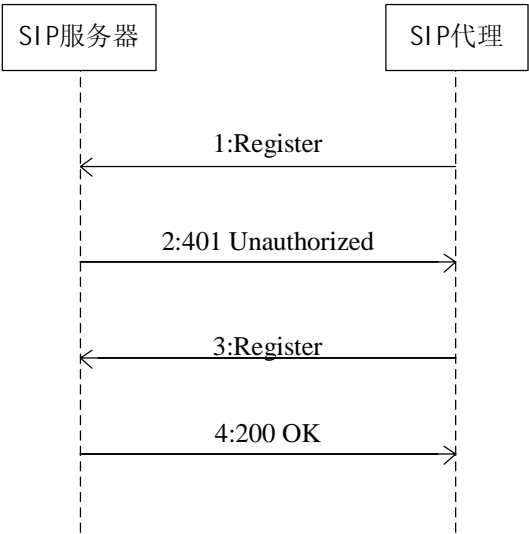 SIP服务器
SIP代理
1:Register
2:401 Unauthorized
3:Register
4:200 OK